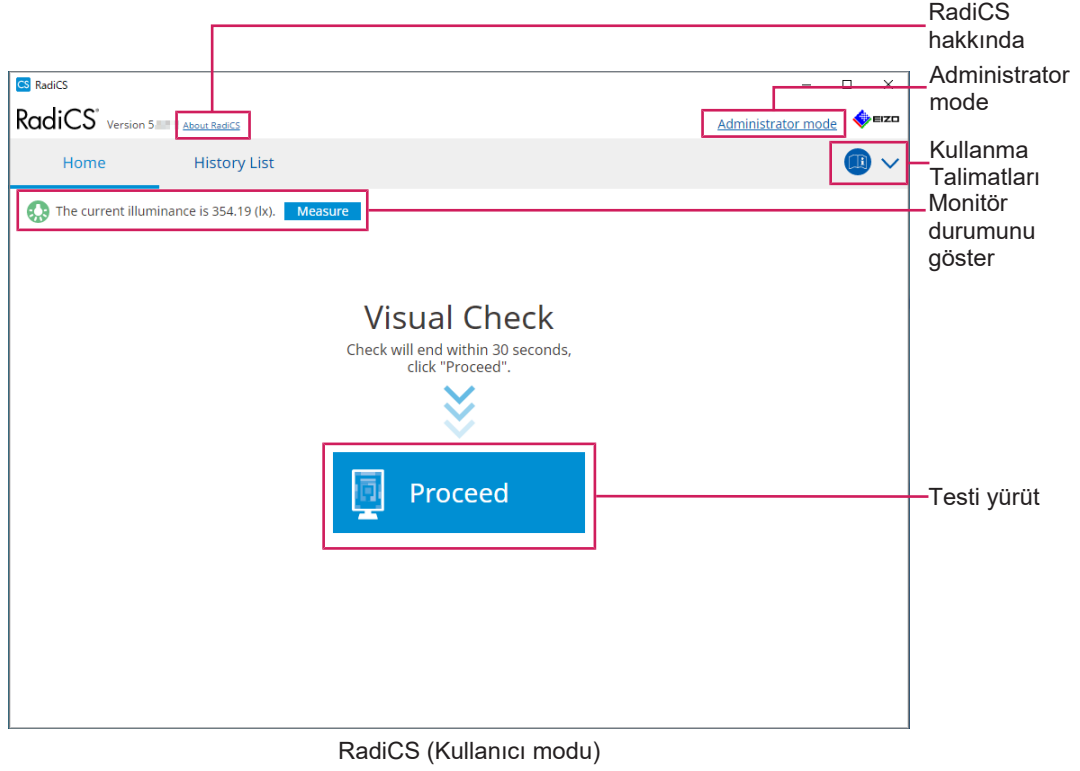 RadiCS
hakkında
Administrator
mode
Kullanma
Talimatları
Monitör
durumunu
göster
Testi yürüt
CS RadiCS
RadiCS Version 5. About RadiCS
Administrator mode EIZO
Home History List
The current illuminance is 354.19 (lx). Measure
Visual Check
Check will end within 30 seconds,
click "Proceed".
Proceed
RadiCS (Kullanıcı modu)